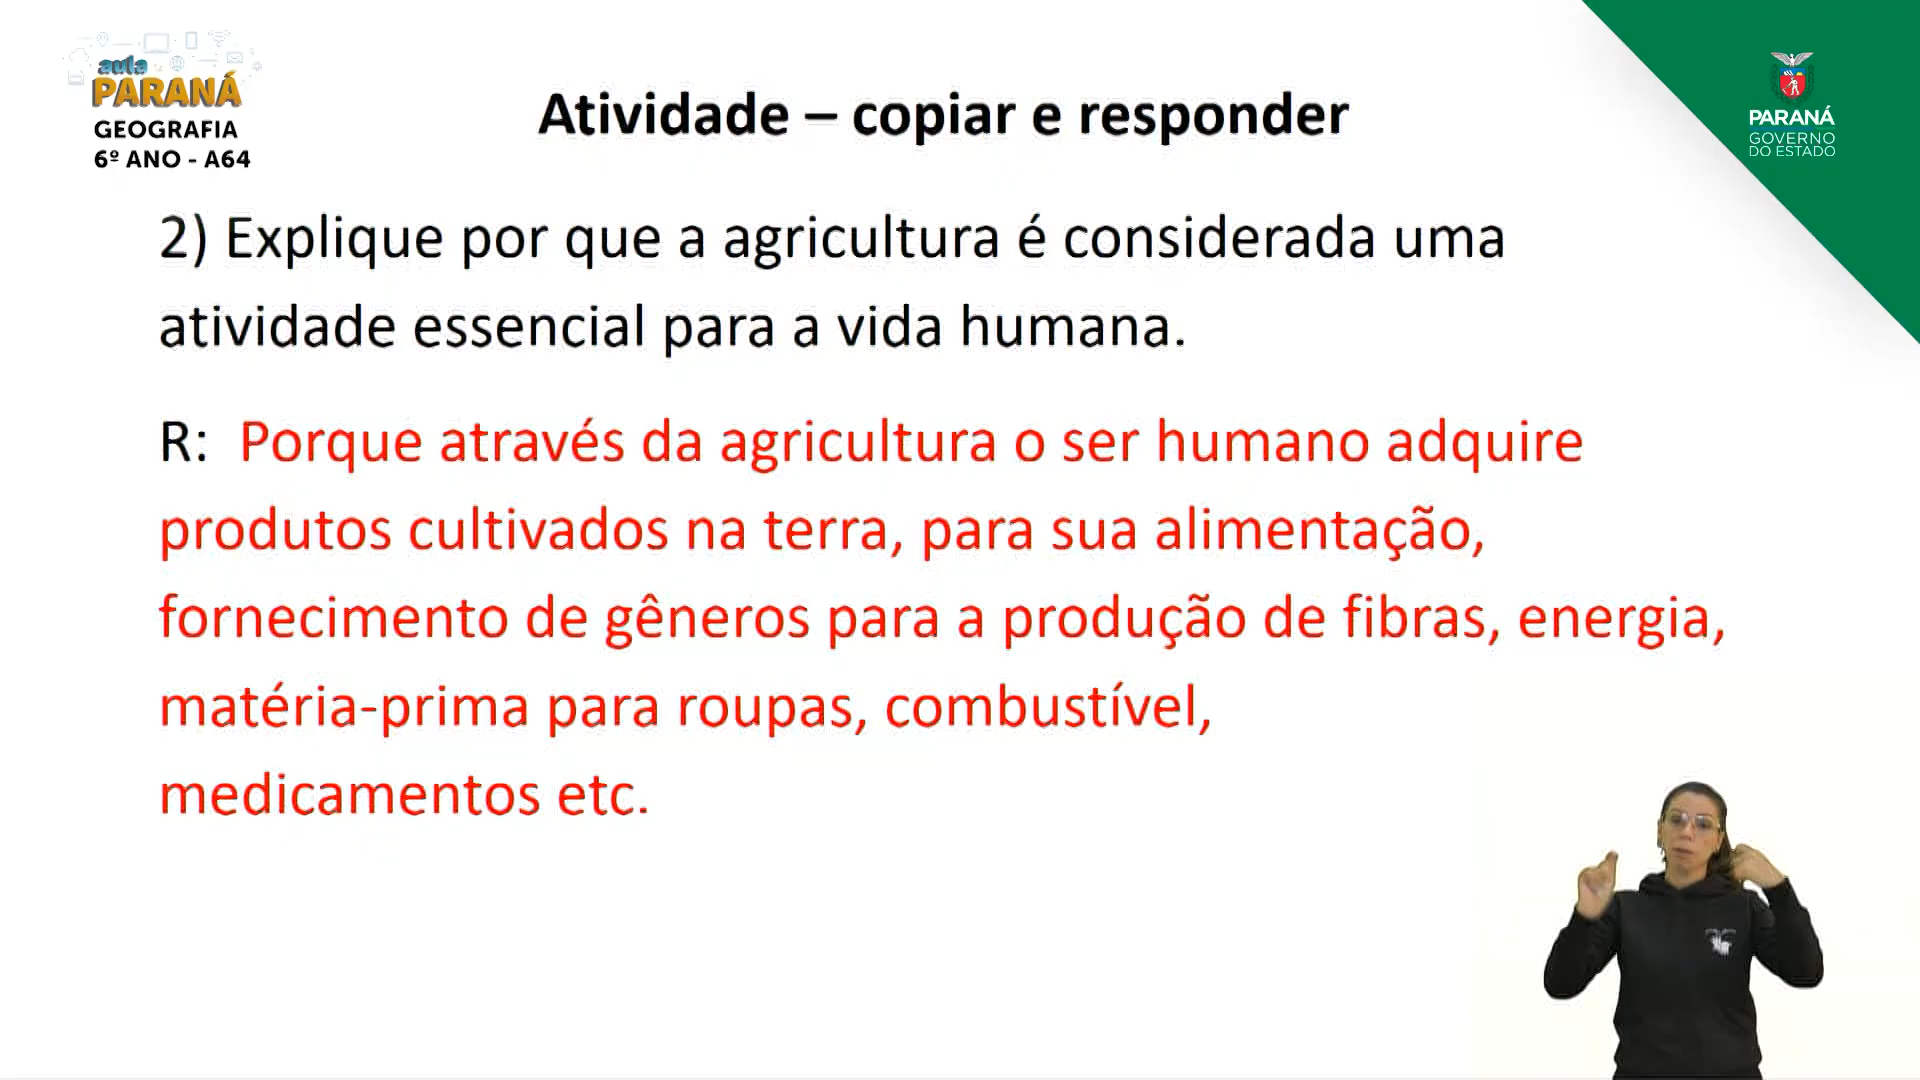 aula
PARANÁ
GEOGRAFIA
6º ANO - A64
Atividade – copiar e responder
PARANÁ
GOVERNO
DO ESTADO
2) Explique por que a agricultura é considerada uma
atividade essencial para a vida humana.
R: Porque através da agricultura o ser humano adquire
produtos cultivados na terra, para sua alimentação,
fornecimento de gêneros para a produção de fibras, energia,
matéria-prima para roupas, combustível,
medicamentos etc.